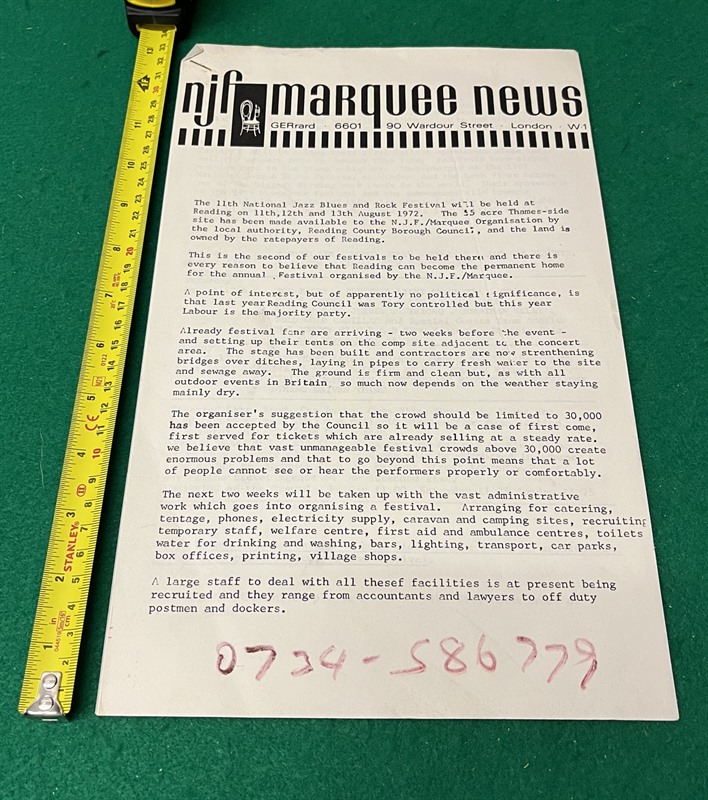 njf marquee news
GERrard · 6601 90 Wardour Street · London · W·1
The 11th National Jazz Blues and Rock Festival will be held at
Reading on 11th,12th and 13th August 1972. The 35 acre Thames-side
site has been made available to the N.J.F./Marquee Organisation by
the local authority, Reading County Borough Council, and the land is
owned by the ratepayers of Reading.
This is the second of our festivals to be held there and there is
every reason to believe that Reading can become the permanent home
for the annual Festival organised by the N.J.F./Marquee.
A point of interest, but of apparently no political significance, is
that last year Reading Council was Tory controlled but this year
Labour is the majority party.
Already festival fans are arriving - two weeks before the event -
and setting up their tents on the comp site adjacent to the concert
area. The stage has been built and contractors are now strenthening
bridges over ditches, laying in pipes to carry fresh water to the site
and sewage away. The ground is firm and clean but, as with all
outdoor events in Britain so much now depends on the weather staying
mainly dry.
The organiser's suggestion that the crowd should be limited to 30,000
has been accepted by the Council so it will be a case of first come,
first served for tickets which are already selling at a steady rate.
we believe that vast unmanageable festival crowds above 30,000 create
enormous problems and that to go beyond this point means that a lot
of people cannot see or hear the performers properly or comfortably.
The next two weeks will be taken up with the vast administrative
work which goes into organising a festival. Arranging for catering,
tentage, phones, electricity supply, caravan and camping sites, recruiting
temporary staff, welfare centre, first aid and ambulance centres, toilets
water for drinking and washing, bars, lighting, transport, car parks,
box offices, printing, village shops.
A large staff to deal with all thesef facilities is at present being
recruited and they range from accountants and lawyers to off duty
postmen and dockers.
0734-586779
STANLEY